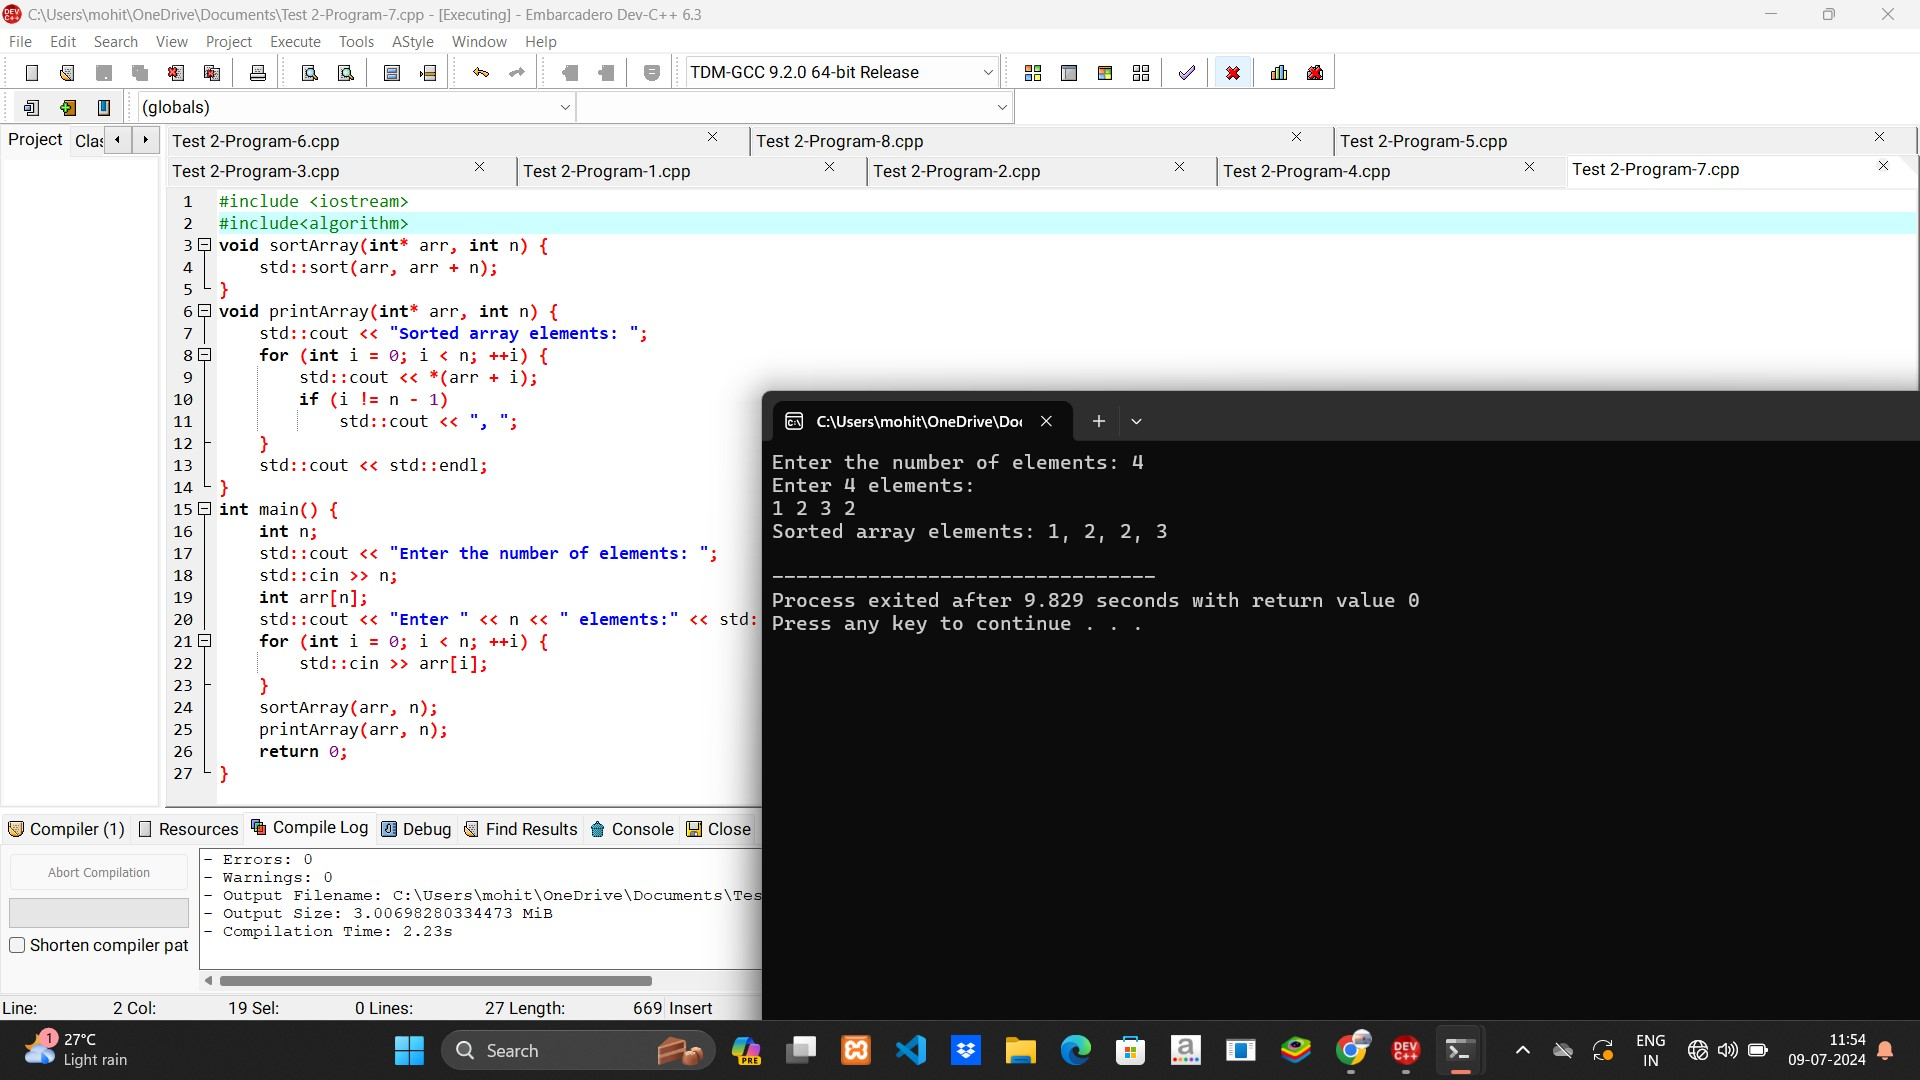 C:\Users\mohit\OneDrive\Documents\Test 2-Program-7.cpp - [Executing] - Embarcadero Dev-C++ 6.3
File Edit Search View Project Execute Tools AStyle Window Help
TDM-GCC 9.2.0 64-bit Release
(globals)
Project Clas
Test 2-Program-6.cpp Test 2-Program-8.cpp Test 2-Program-5.cpp
Test 2-Program-3.cpp Test 2-Program-1.cpp Test 2-Program-2.cpp Test 2-Program-4.cpp Test 2-Program-7.cpp
1 #include <iostream>
2 #include<algorithm>
3 void sortArray(int* arr, int n) {
4 std::sort(arr, arr + n);
5 }
6 void printArray(int* arr, int n) {
7 std::cout << "Sorted array elements: ";
8 for (int i = 0; i < n; ++i) {
9 std::cout << *(arr + i);
10 if (i != n - 1)
11 std::cout << ", ";
12 }
13 std::cout << std::endl;
14 }
15 int main() {
16 int n;
17 std::cout << "Enter the number of elements: ";
18 std::cin >> n;
19 int arr[n];
20 std::cout << "Enter " << n << " elements:" << std:
21 for (int i = 0; i < n; ++i) {
22 std::cin >> arr[i];
23 }
24 sortArray(arr, n);
25 printArray(arr, n);
26 return 0;
27 }
C:\Users\mohit\OneDrive\Doc
Enter the number of elements: 4
Enter 4 elements:
1 2 3 2
Sorted array elements: 1, 2, 2, 3
--------------------------------
Process exited after 9.829 seconds with return value 0
Press any key to continue . . .
Compiler (1) Resources Compile Log Debug Find Results Console Close
Abort Compilation
Shorten compiler pat
- Errors: 0
- Warnings: 0
- Output Filename: C:\Users\mohit\OneDrive\Documents\Tes
- Output Size: 3.00698280334473 MiB
- Compilation Time: 2.23s
Line: 2 Col: 19 Sel: 0 Lines: 27 Length: 669 Insert
1
27°C
Light rain
Search
PRE
DEV C++
ENG
IN
11:54
09-07-2024